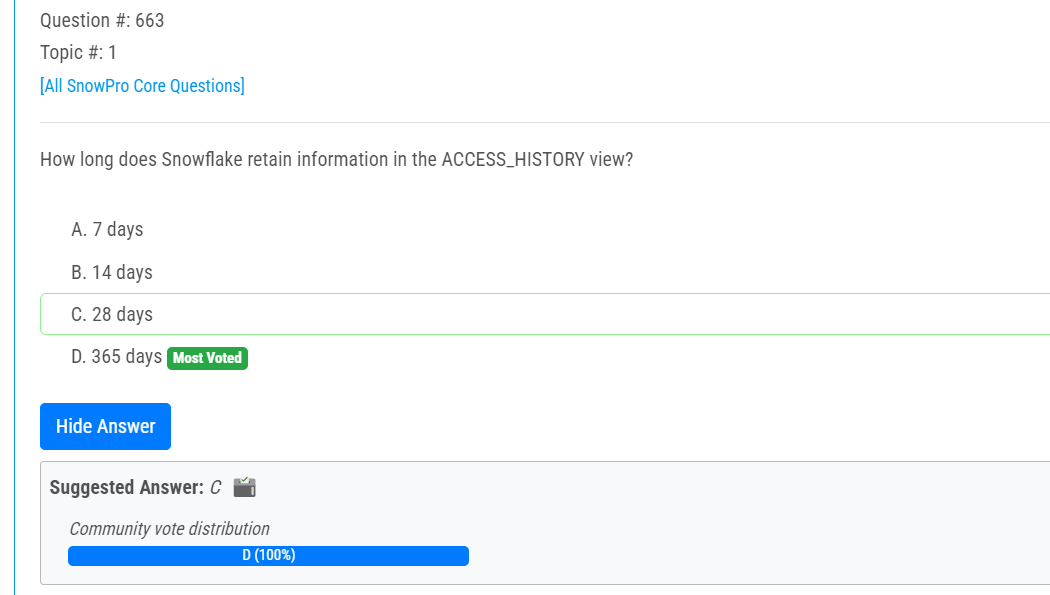 Question #: 663
Topic #: 1
[All SnowPro Core Questions]
How long does Snowflake retain information in the ACCESS_HISTORY view?
A. 7 days
B. 14 days
C. 28 days
D. 365 days Most Voted
Hide Answer
Suggested Answer: C
Community vote distribution
D (100%)